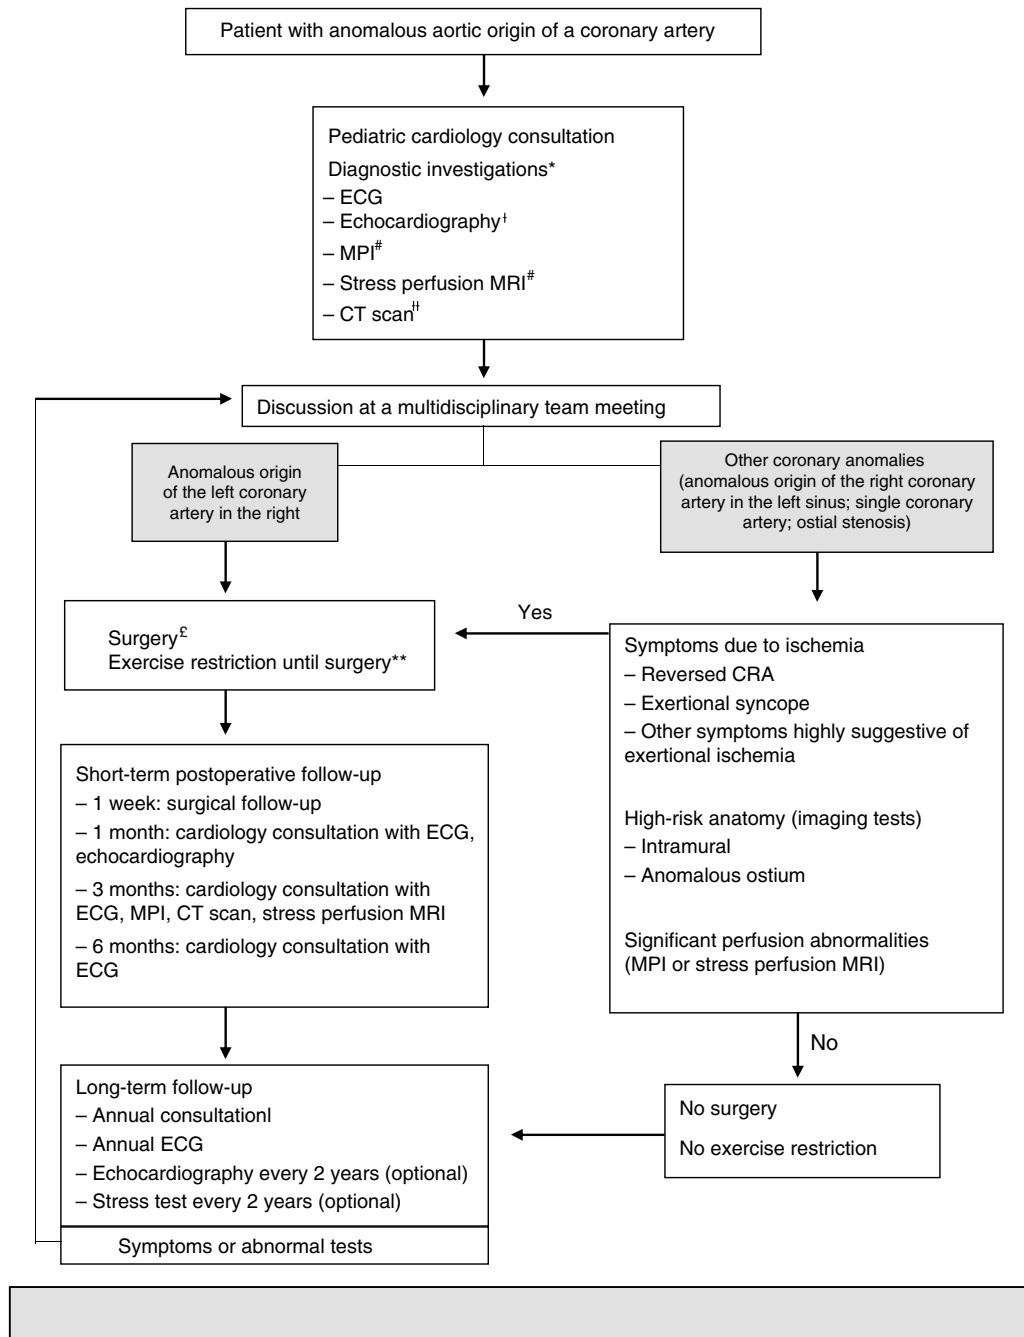 Patient with anomalous aortic origin of a coronary artery
Pediatric cardiology consultation
Diagnostic investigations*
– ECG
– Echocardiographyƚ
– MPI#
– Stress perfusion MRI#
– CT scanƚƚ
Discussion at a multidisciplinary team meeting
Anomalous origin
of the left coronary
artery in the right
Other coronary anomalies
(anomalous origin of the right coronary
artery in the left sinus; single coronary
artery; ostial stenosis)
Surgery£
Exercise restriction until surgery**
Yes
Symptoms due to ischemia
– Reversed CRA
– Exertional syncope
– Other symptoms highly suggestive of
exertional ischemia
High-risk anatomy (imaging tests)
– Intramural
– Anomalous ostium
Significant perfusion abnormalities
(MPI or stress perfusion MRI)
Short-term postoperative follow-up
– 1 week: surgical follow-up
– 1 month: cardiology consultation with ECG,
echocardiography
– 3 months: cardiology consultation with
ECG, MPI, CT scan, stress perfusion MRI
– 6 months: cardiology consultation with
ECG
No
No surgery
No exercise restriction
Long-term follow-up
– Annual consultationl
– Annual ECG
– Echocardiography every 2 years (optional)
– Stress test every 2 years (optional)
Symptoms or abnormal tests